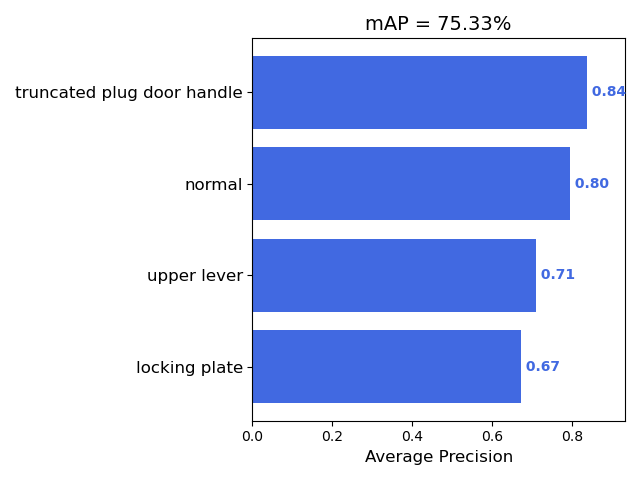 mAP = 75.33%
truncated plug door handle
0.84
normal
0.80
upper lever
0.71
locking plate
0.67
0.0 0.2 0.4 0.6 0.8
Average Precision